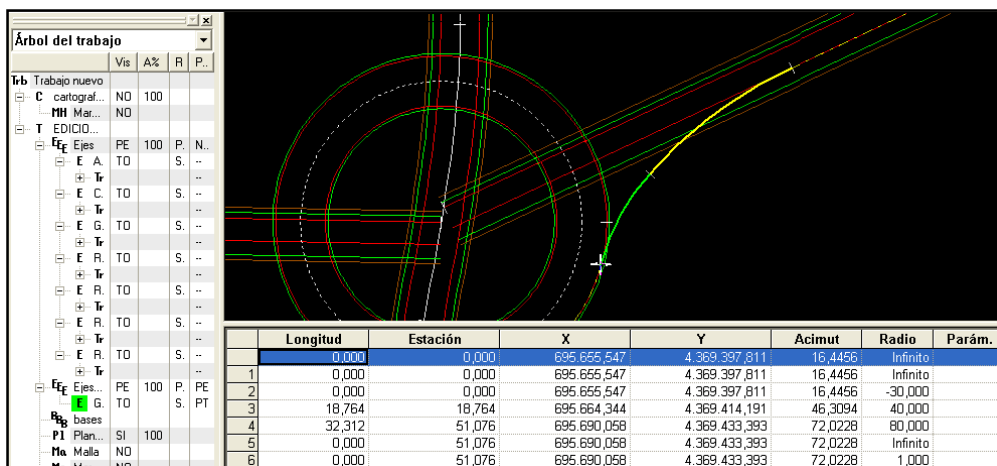 Árbol del trabajo
Vis A% R P..
Trb Trabajo nuevo
C cartograf... NO 100
MH Mar... NO
T EDICIO...
Ejes PE 100 P. N..
E A. TO S. --
Tr --
E C. TO S. --
Tr --
E G. TO S. --
Tr --
E R. TO S. --
Tr --
E R. TO S. --
Tr --
E R. TO S. --
Tr --
E R. TO S. --
Tr --
Ejes... PE 100 P. PE
E G. TO S. PT
bases
Pl Plan... SI 100
Ma Malla NO
Longitud Estación X Y Acimut Radio Parám.
0,000 0,000 695.655,547 4.369.397,811 16,4456 Infinito
1 0,000 0,000 695.655,547 4.369.397,811 16,4456 Infinito
2 0,000 0,000 695.655,547 4.369.397,811 16,4456 -30,000
3 18,764 18,764 695.664,344 4.369.414,191 46,3094 40,000
4 32,312 51,076 695.690,058 4.369.433,393 72,0228 80,000
5 0,000 51,076 695.690,058 4.369.433,393 72,0228 Infinito
6 0,000 51,076 695.690,058 4.369.433,393 72,0228 1,000